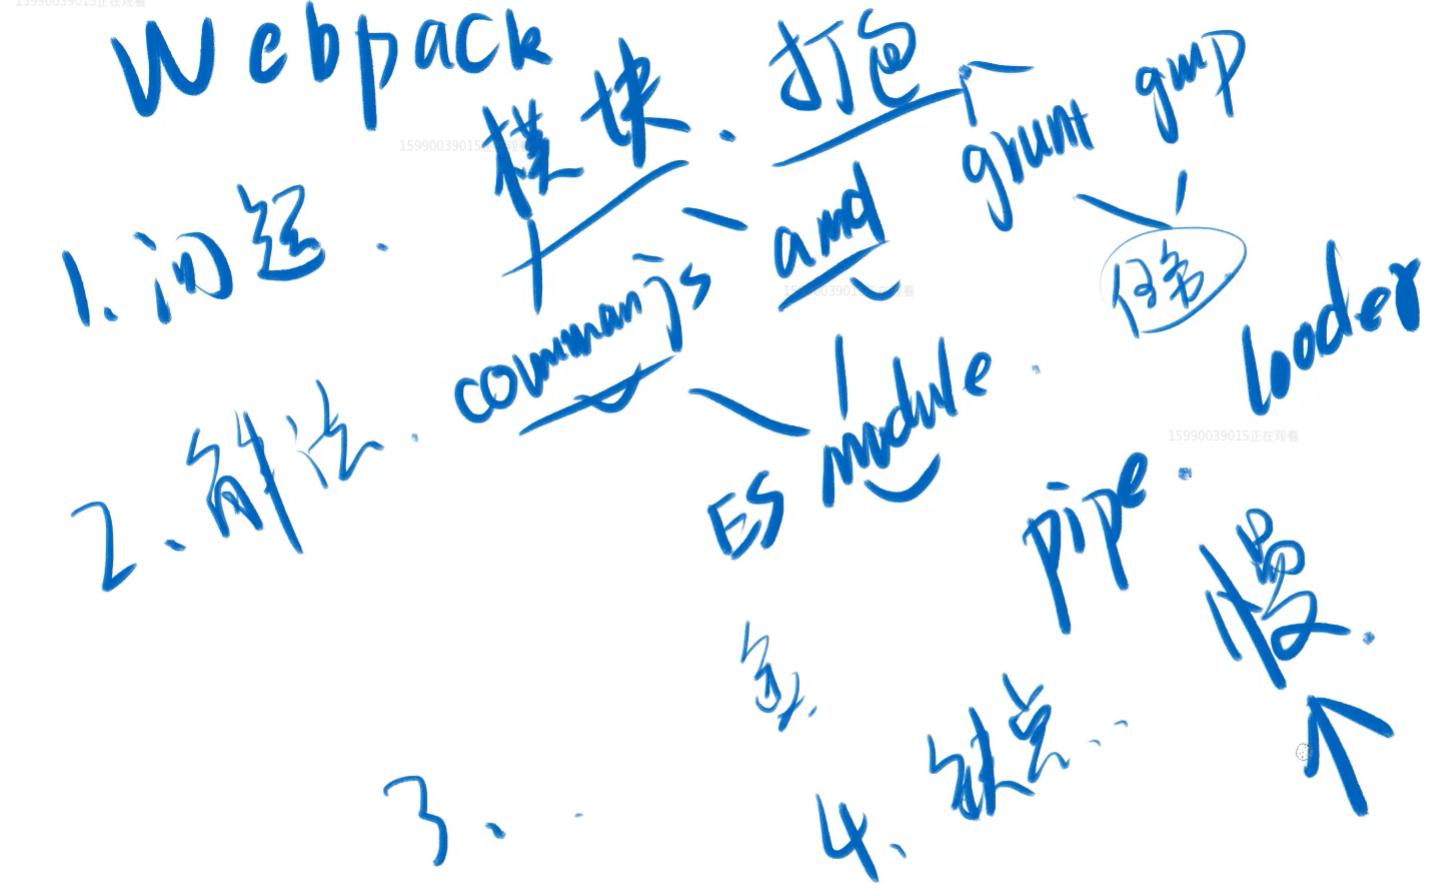 15990039015正在观看
Webpack
模块. 打包
15990039015正在观看
grunt gulp
1. 问题.
amd
commanjs
任务
15990039015正在观看
loader
2、解法.
ES module.
15990039015正在观看
pipe.
慢.
3、
4、缺点..